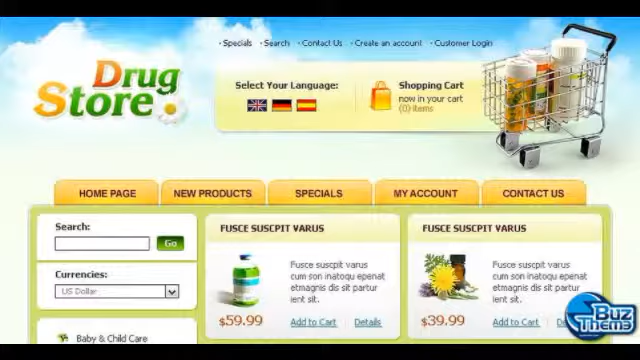 Specials
Search
Contact Us
Create an account
Customer Login
Drug
Store
Select Your Language:
Shopping Cart
now in your cart
(0) items
HOME PAGE
NEW PRODUCTS
SPECIALS
MY ACCOUNT
CONTACT US
Search:
Go
Currencies:
US Dollar
Baby & Child Care
FUSCE SUSCPIT VARUS
Fusce suscpit varus
cum son inatoqu epenat
etmagnis dis sit partur
ient sit.
$59.99
Add to Cart
Details
FUSCE SUSCPIT VARUS
Fusce suscpit varus
cum son inatoqu epenat
etmagnis dis sit partur
ient sit.
$39.99
Add to Cart
BuzThem3